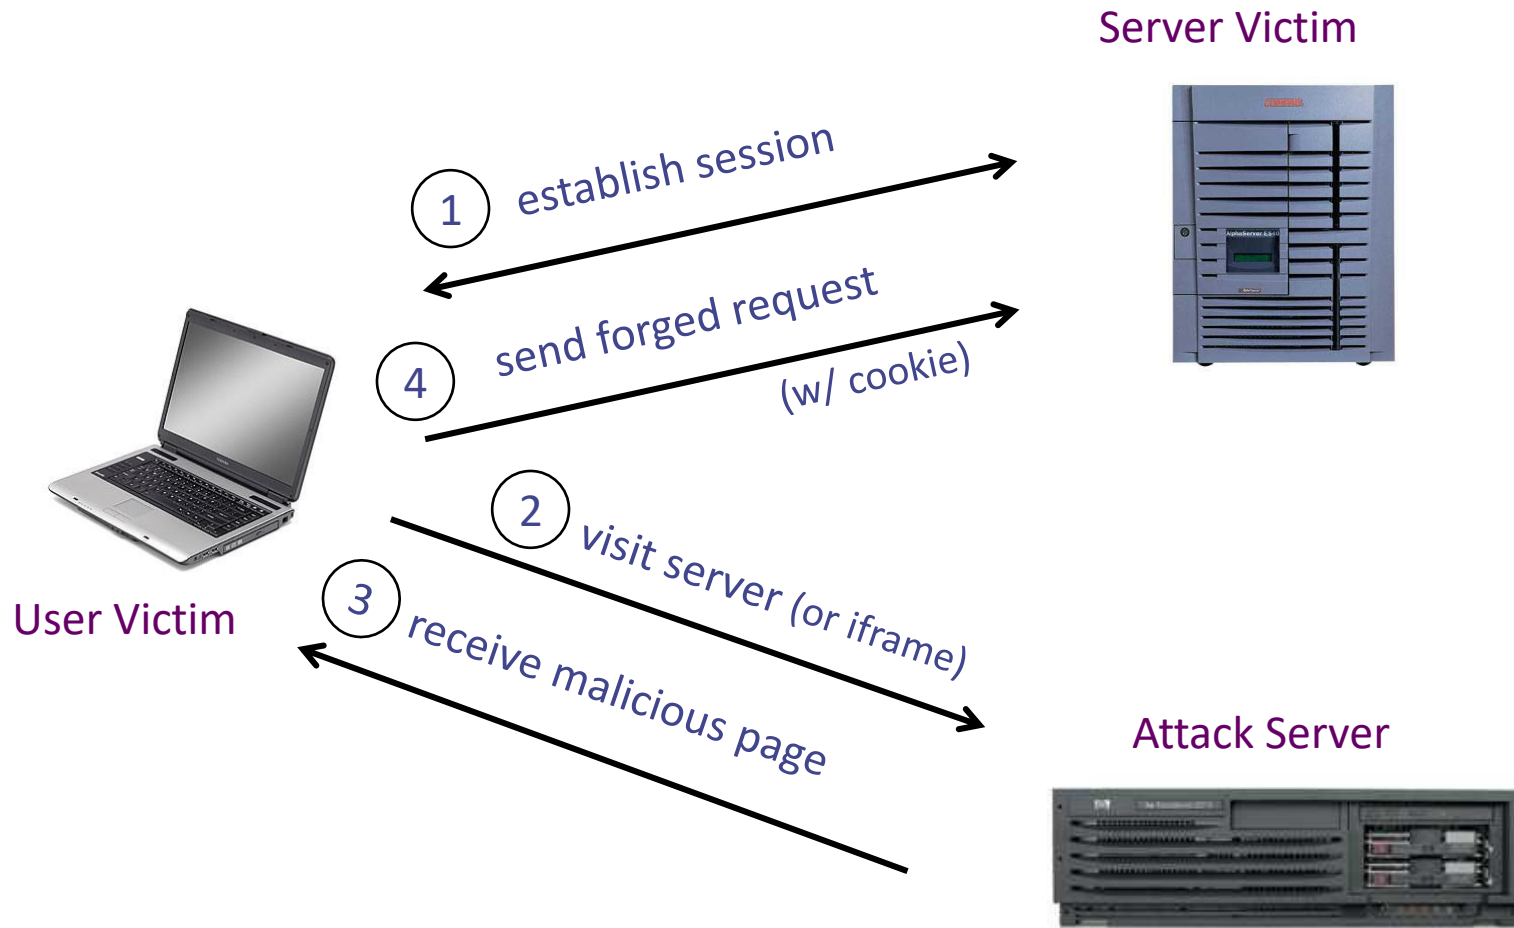 Server Victim
1 establish session
4 send forged request
(w/ cookie)
2 visit server (or iframe)
User Victim
3 receive malicious page
Attack Server